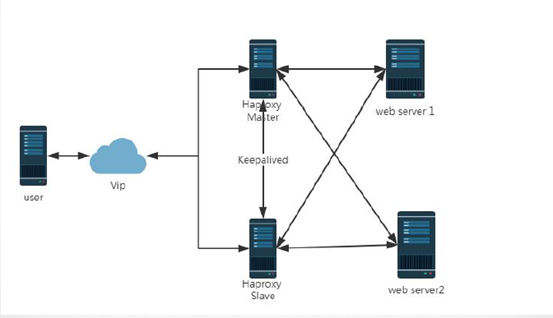 Haproxy
Master
web server 1
Keepalived
user
Vip
Haproxy
Slave
web server2